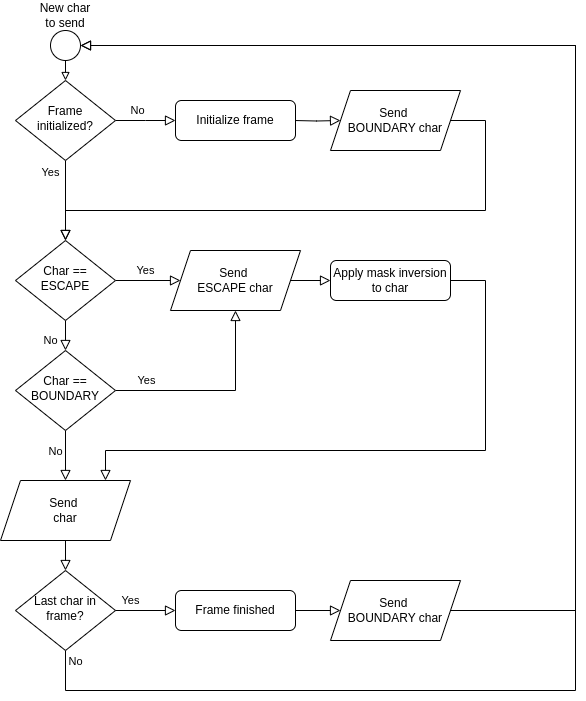 New char
to send
Frame
initialized?
No
Initialize frame
Send
BOUNDARY char
Yes
Char ==
ESCAPE
Yes
Send
ESCAPE char
Apply mask inversion
to char
No
Char ==
BOUNDARY
Yes
No
Send
char
Last char in
frame?
Yes
Frame finished
Send
BOUNDARY char
No